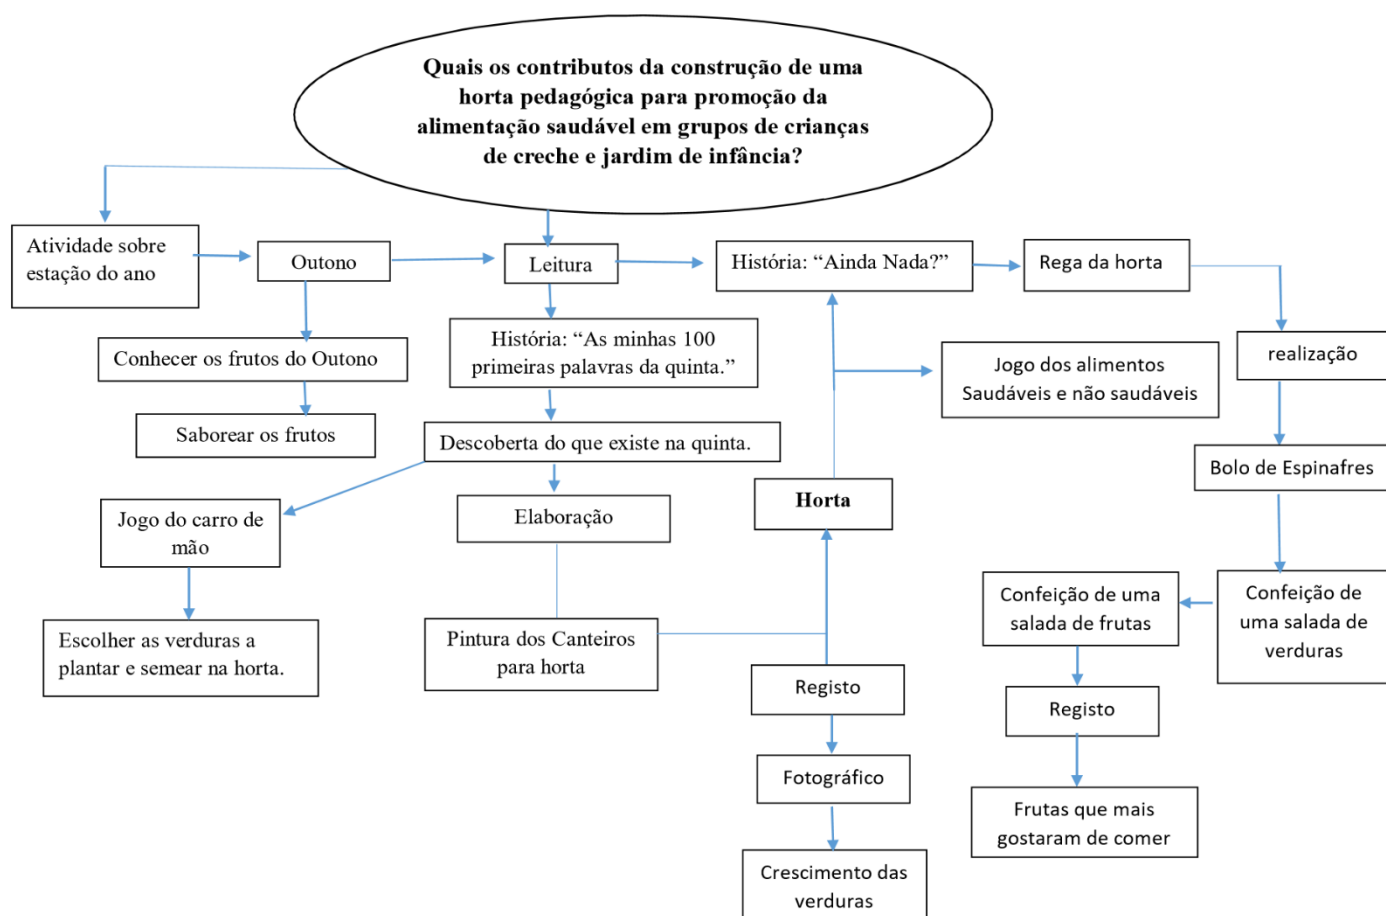 Quais os contributos da construção de uma
horta pedagógica para promoção da
alimentação saudável em grupos de crianças
de creche e jardim de infância?
Atividade sobre
estação do ano
Outono
Leitura
História: “Ainda Nada?”
Rega da horta
Conhecer os frutos do Outono
História: “As minhas 100
primeiras palavras da quinta.”
Jogo dos alimentos
Saudáveis e não saudáveis
realização
Saborear os frutos
Descoberta do que existe na quinta.
Bolo de Espinafres
Jogo do carro de
mão
Elaboração
Horta
Escolher as verduras a
plantar e semear na horta.
Pintura dos Canteiros
para horta
Confeição de uma
salada de frutas
Confeição de
uma salada de
verduras
Registo
Registo
Fotográfico
Frutas que mais
gostaram de comer
Crescimento das
verduras